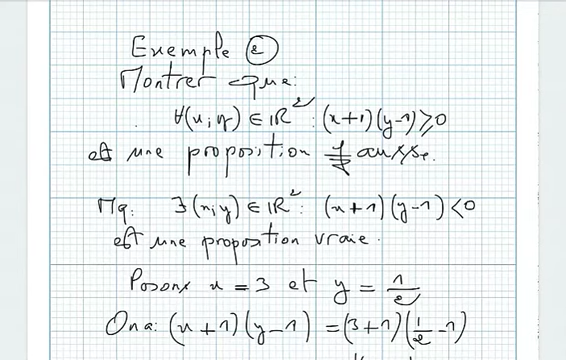 Exemple ②
Montrer que:
∀(x;y) ∈ ℝ² : (x+1)(y-1) ≥ 0
est une proposition fausse.
Mq: ∃(x;y) ∈ ℝ² : (x+1)(y-1) < 0
est une proposition vraie.
Posons x = 3 et y = 1/2
On a: (x+1)(y-1) = (3+1)(1/2 -1)